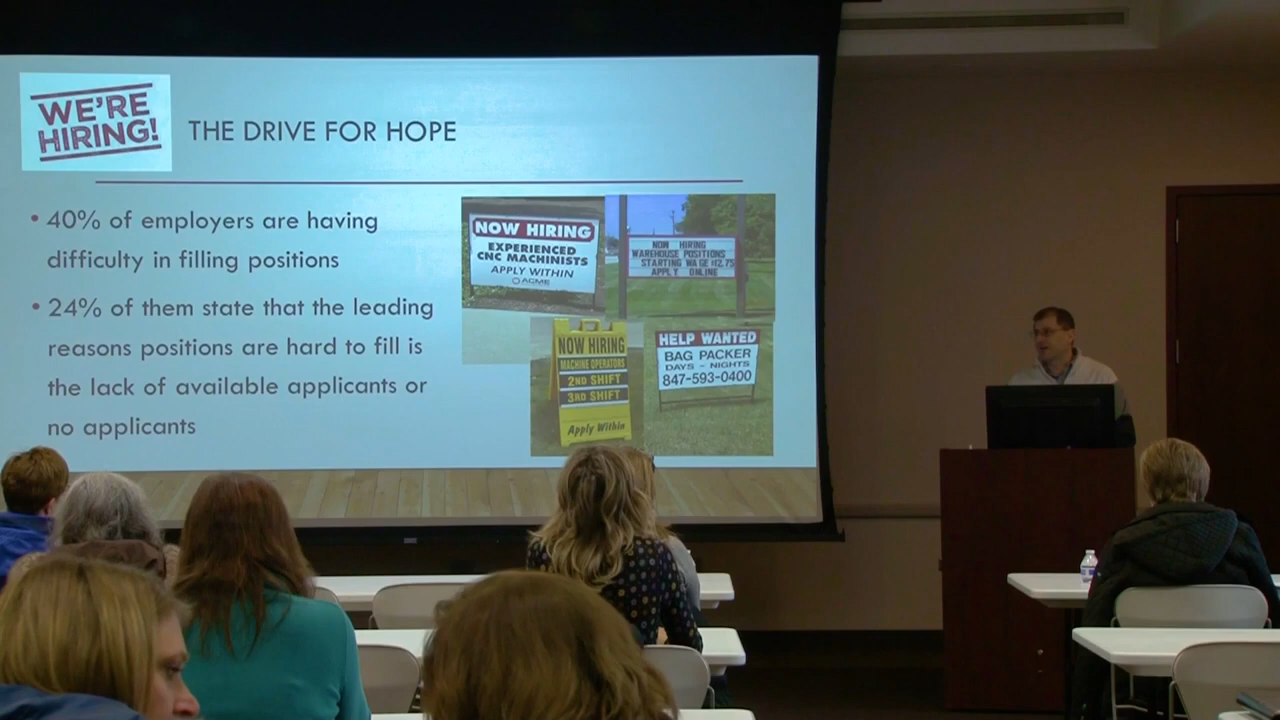 WE'RE
HIRING!
THE DRIVE FOR HOPE
• 40% of employers are having
difficulty in filling positions
• 24% of them state that the leading
reasons positions are hard to fill is
the lack of available applicants or
no applicants
NOW HIRING
EXPERIENCED
CNC MACHINISTS
APPLY WITHIN
ACME
NOW HIRING
WAREHOUSE POSITIONS
STARTING WAGE $12.75
APPLY ONLINE
NOW HIRING
MACHINE OPERATORS
2ND SHIFT
3RD SHIFT
Apply Within
HELP WANTED
BAG PACKER
DAYS - NIGHTS
847-593-0400